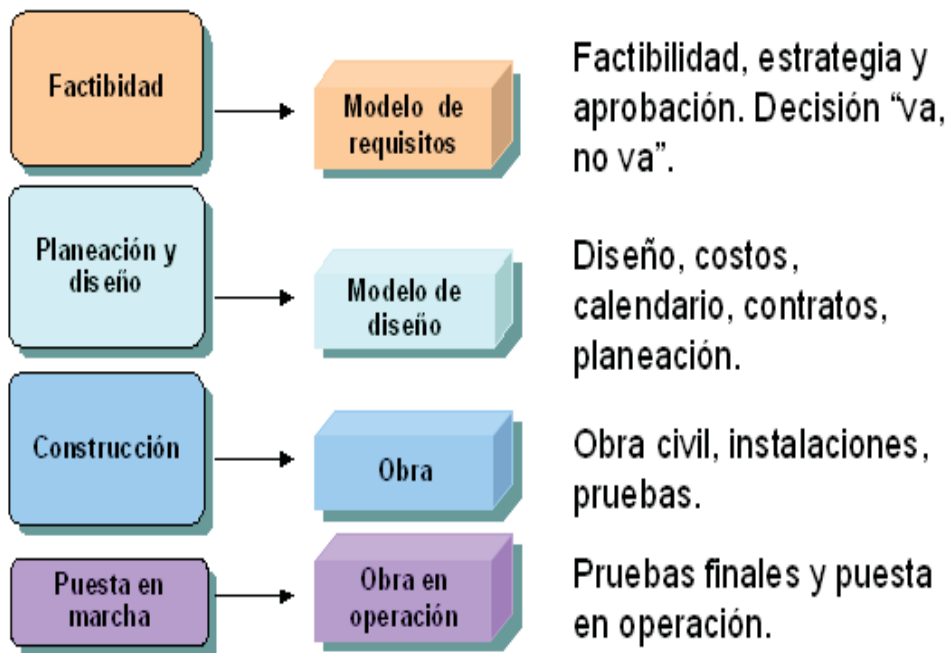 Factibidad
Modelo de
requisitos
Factibilidad, estrategia y
aprobación. Decisión “va,
no va”.
Planeación y
diseño
Modelo de
diseño
Diseño, costos,
calendario, contratos,
planeación.
Construcción
Obra
Obra civil, instalaciones,
pruebas.
Puesta en
marcha
Obra en
operación
Pruebas finales y puesta
en operación.